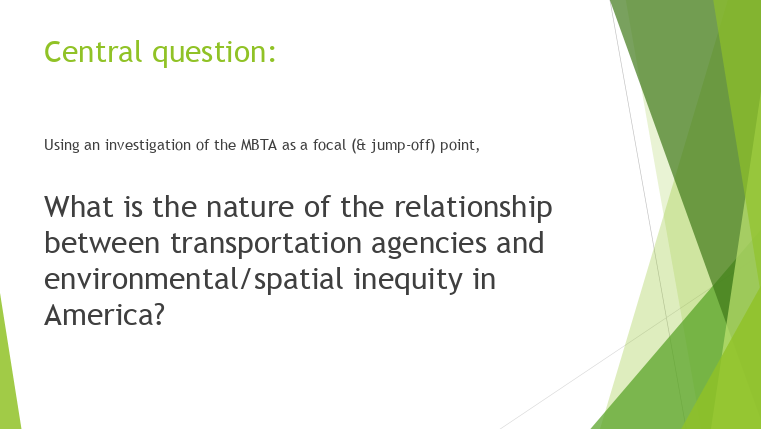 Central question:
Using an investigation of the MBTA as a focal (& jump-off) point,
What is the nature of the relationship
between transportation agencies and
environmental/spatial inequity in
America?